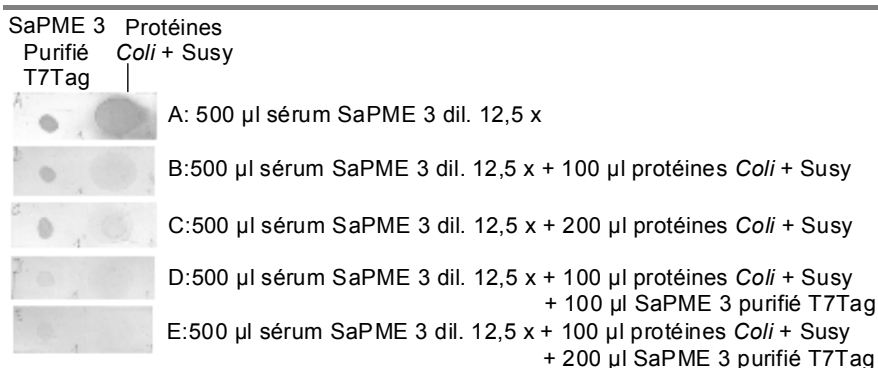 SaPME 3 Protéines
Purifié Coli + Susy
T7Tag
A: 500 µl sérum SaPME 3 dil. 12,5 x
B:500 µl sérum SaPME 3 dil. 12,5 x + 100 µl protéines Coli + Susy
C:500 µl sérum SaPME 3 dil. 12,5 x + 200 µl protéines Coli + Susy
D:500 µl sérum SaPME 3 dil. 12,5 x + 100 µl protéines Coli + Susy
+ 100 µl SaPME 3 purifié T7Tag
E:500 µl sérum SaPME 3 dil. 12,5 x + 100 µl protéines Coli + Susy
+ 200 µl SaPME 3 purifié T7Tag